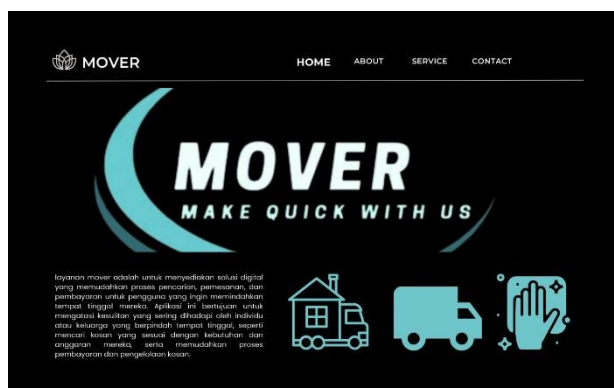 MOVER
HOME ABOUT SERVICE CONTACT
MOVER
MAKE QUICK WITH US
layanan mover adalah untuk menyediakan solusi digital
yang memudahkan proses pencarian, pemesanan, dan
pembayaran untuk pengguna yang ingin memindahkan
tempat tinggal mereka. Aplikasi ini bertujuan untuk
mengatasi kesulitan yang sering dihadapi oleh individu
atau keluarga yang berpindah tempat tinggal, seperti
mencari kosan yang sesuai dengan kebutuhan dan
anggaran mereka, serta memudahkan proses
pembayaran dan pengelolaan kosan.